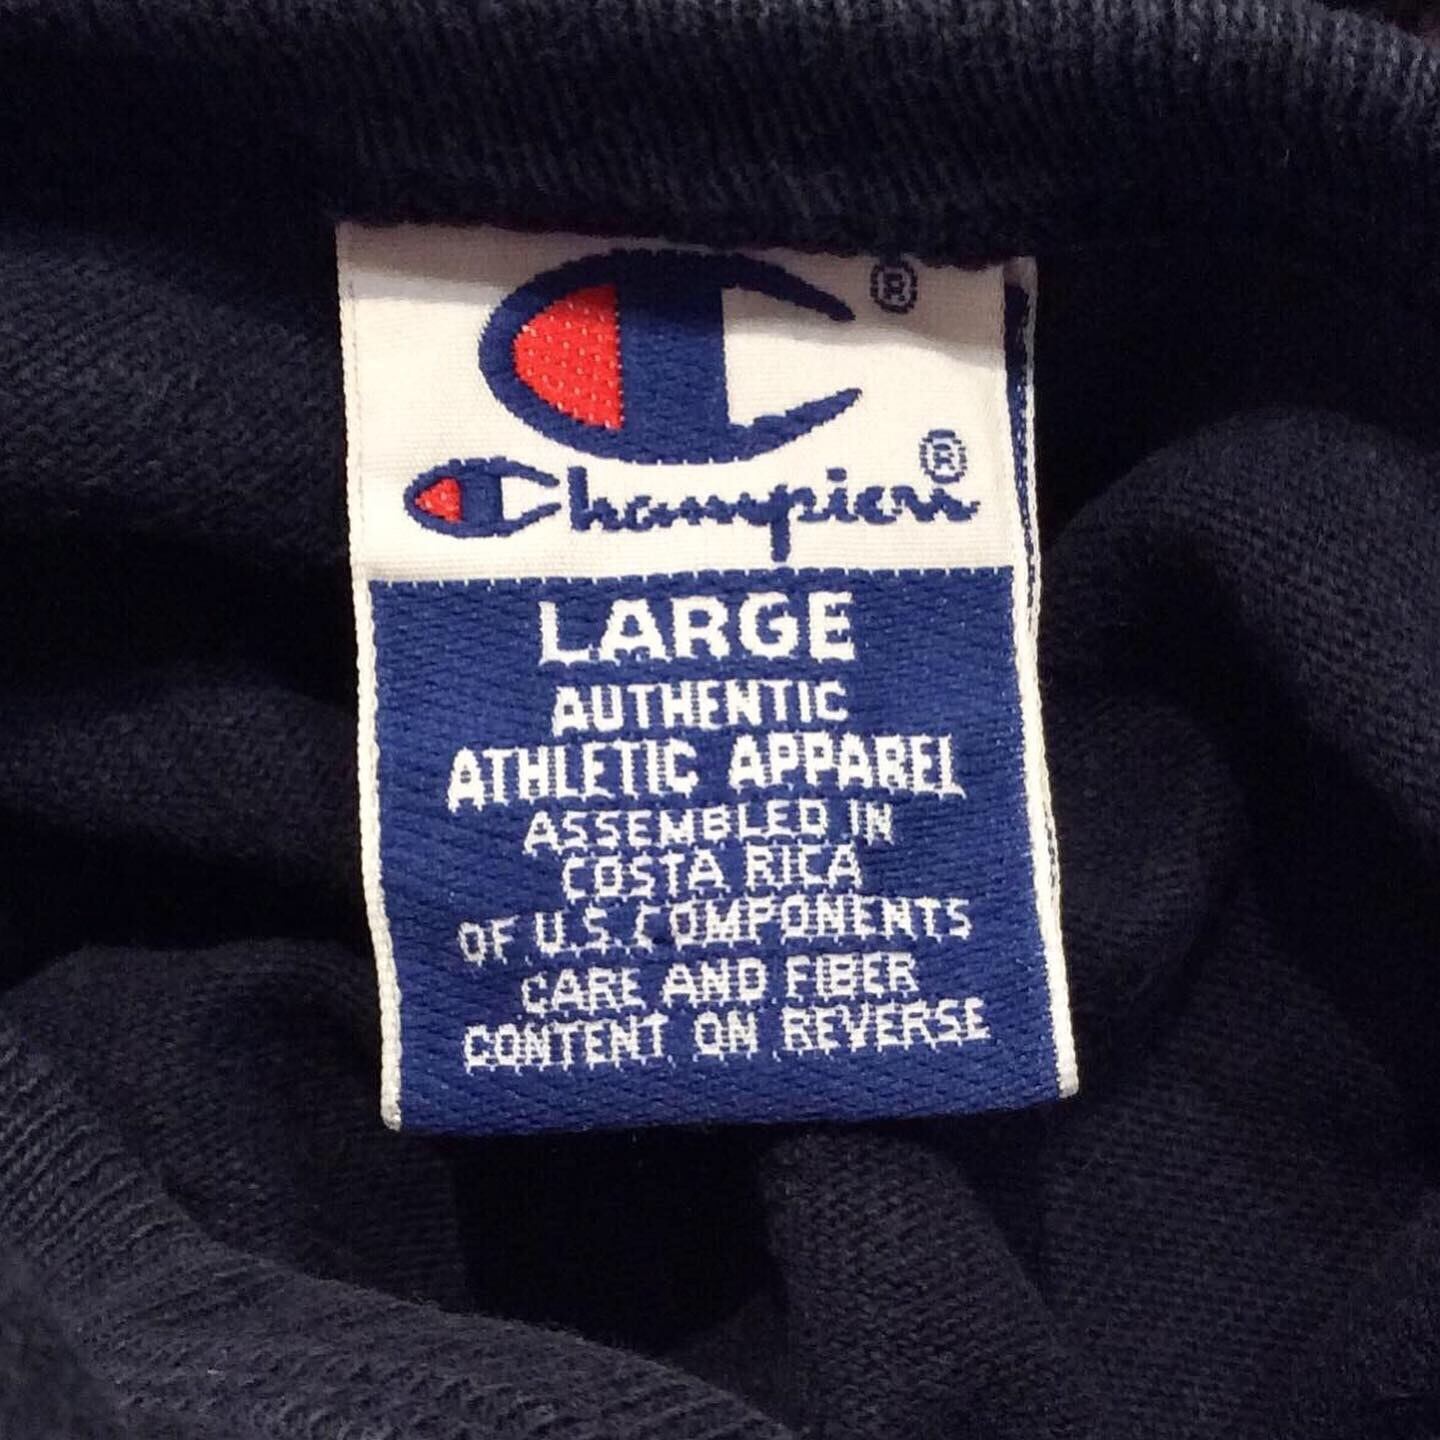 ®
Champion®
LARGE
AUTHENTIC
ATHLETIC APPAREL
ASSEMBLED IN
COSTA RICA
OF U.S. COMPONENTS
CARE AND FIBER
CONTENT ON REVERSE